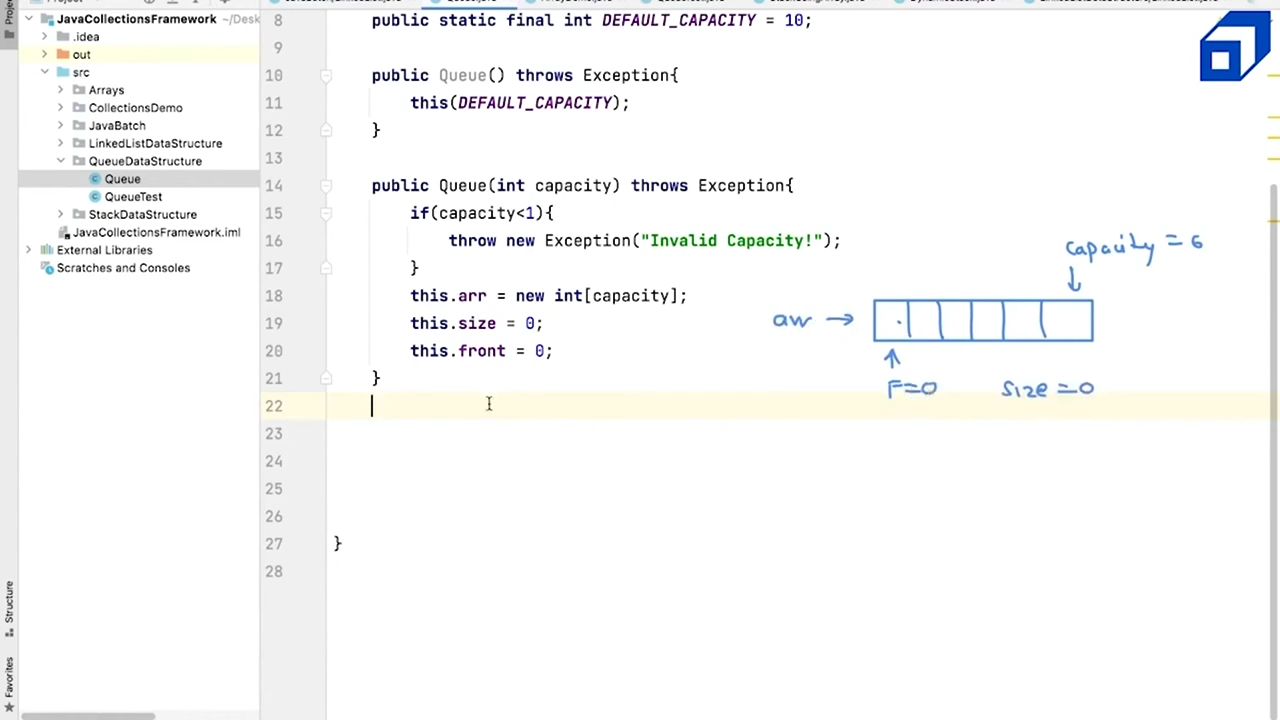 JavaCollectionsFramework ~/Desk
.idea
out
src
Arrays
CollectionsDemo
JavaBatch
LinkedListDataStructure
QueueDataStructure
Queue
QueueTest
StackDataStructure
JavaCollectionsFramework.iml
External Libraries
Scratches and Consoles
Structure
Favorites
8 public static final int DEFAULT_CAPACITY = 10;
9
10 public Queue() throws Exception{
11 this(DEFAULT_CAPACITY);
12 }
13
14 public Queue(int capacity) throws Exception{
15 if(capacity<1){
16 throw new Exception("Invalid Capacity!");
17 }
18 this.arr = new int[capacity];
19 this.size = 0;
20 this.front = 0;
21 }
22
23
24
25
26
27 }
28
capacity = 6
arr →
F=0 size = 0